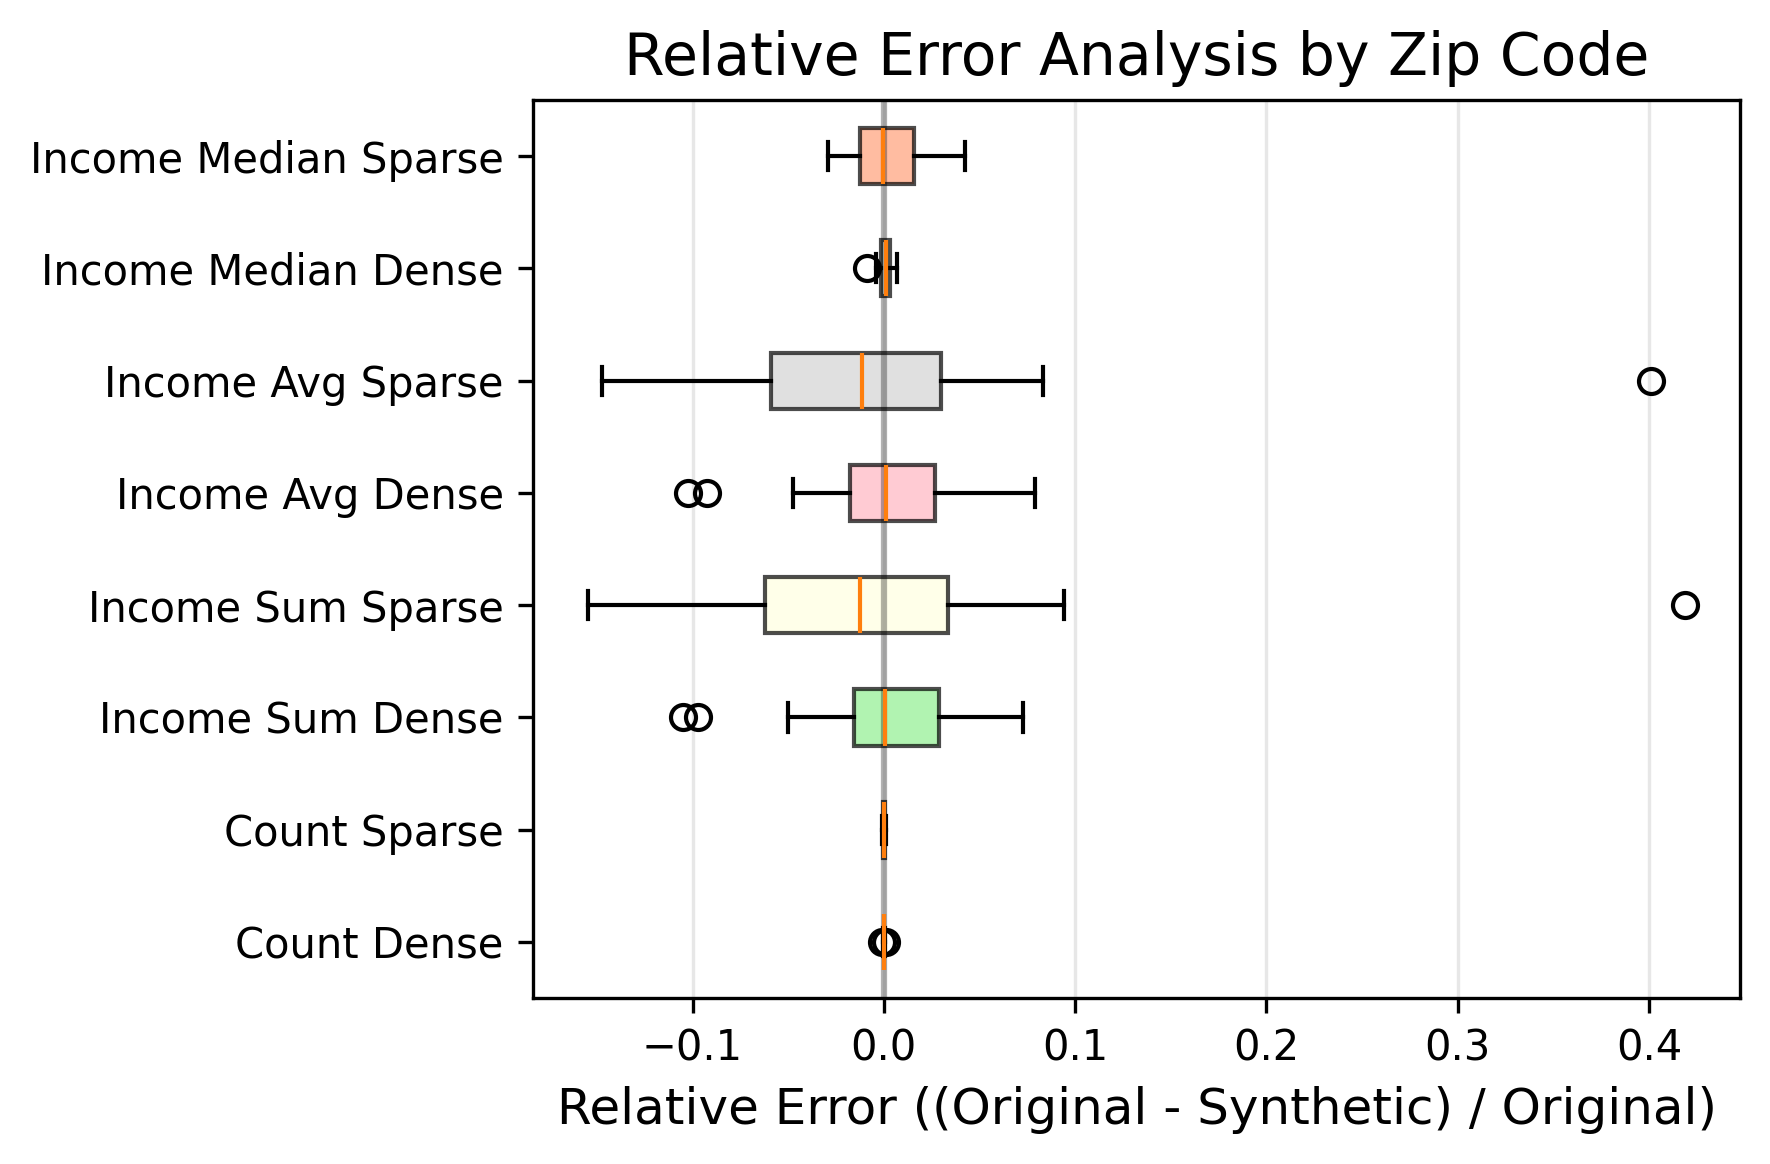 Relative Error Analysis by Zip Code
Income Median Sparse
Income Median Dense
Income Avg Sparse
Income Avg Dense
Income Sum Sparse
Income Sum Dense
Count Sparse
Count Dense
−0.1 0.0 0.1 0.2 0.3 0.4
Relative Error ((Original - Synthetic) / Original)